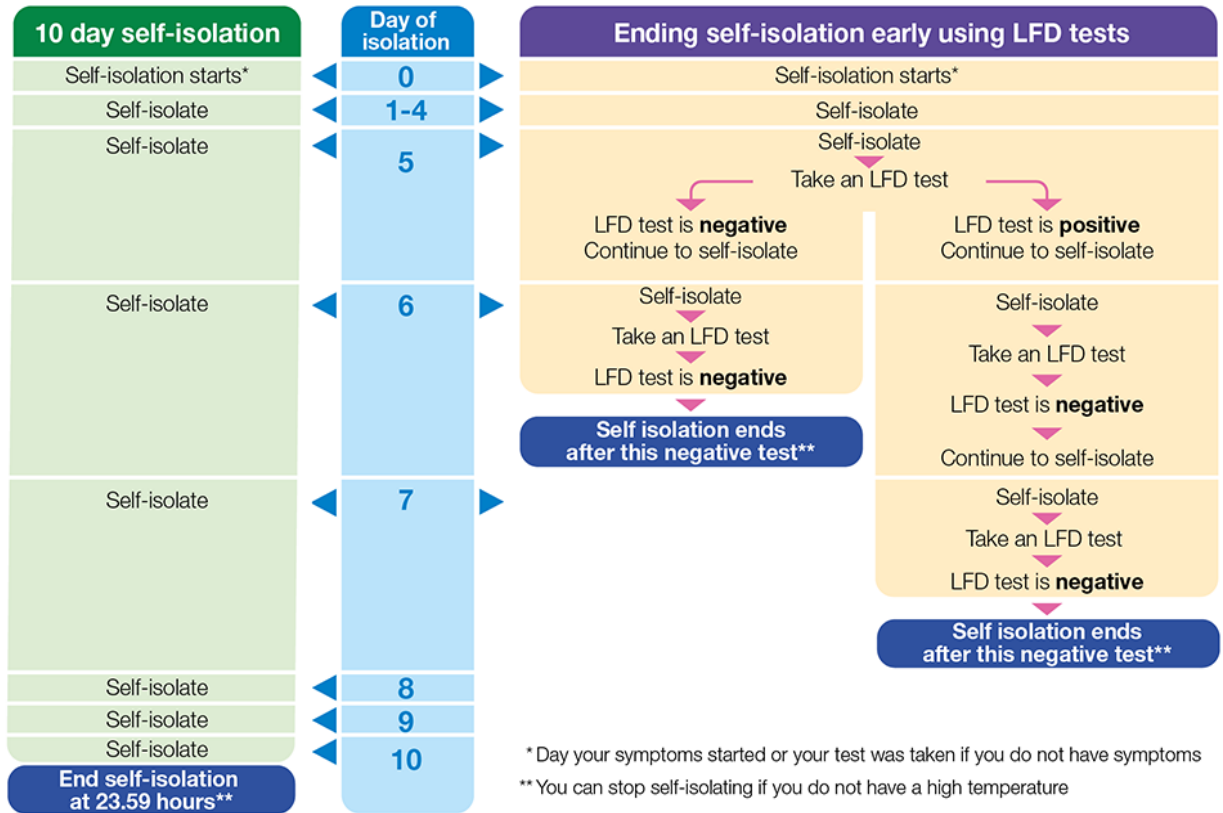 10 day self-isolation
Day of
isolation
Ending self-isolation early using LFD tests
Self-isolation starts*
0
Self-isolation starts*
Self-isolate
1-4
Self-isolate
Self-isolate
5
Self-isolate
Take an LFD test
LFD test is negative
Continue to self-isolate
LFD test is positive
Continue to self-isolate
Self-isolate
6
Self-isolate
Take an LFD test
LFD test is negative
Self isolation ends
after this negative test**
Self-isolate
Take an LFD test
LFD test is negative
Continue to self-isolate
Self-isolate
7
Self-isolate
Take an LFD test
LFD test is negative
Self isolation ends
after this negative test**
Self-isolate
8
Self-isolate
9
Self-isolate
10
End self-isolation
at 23.59 hours**
* Day your symptoms started or your test was taken if you do not have symptoms
** You can stop self-isolating if you do not have a high temperature